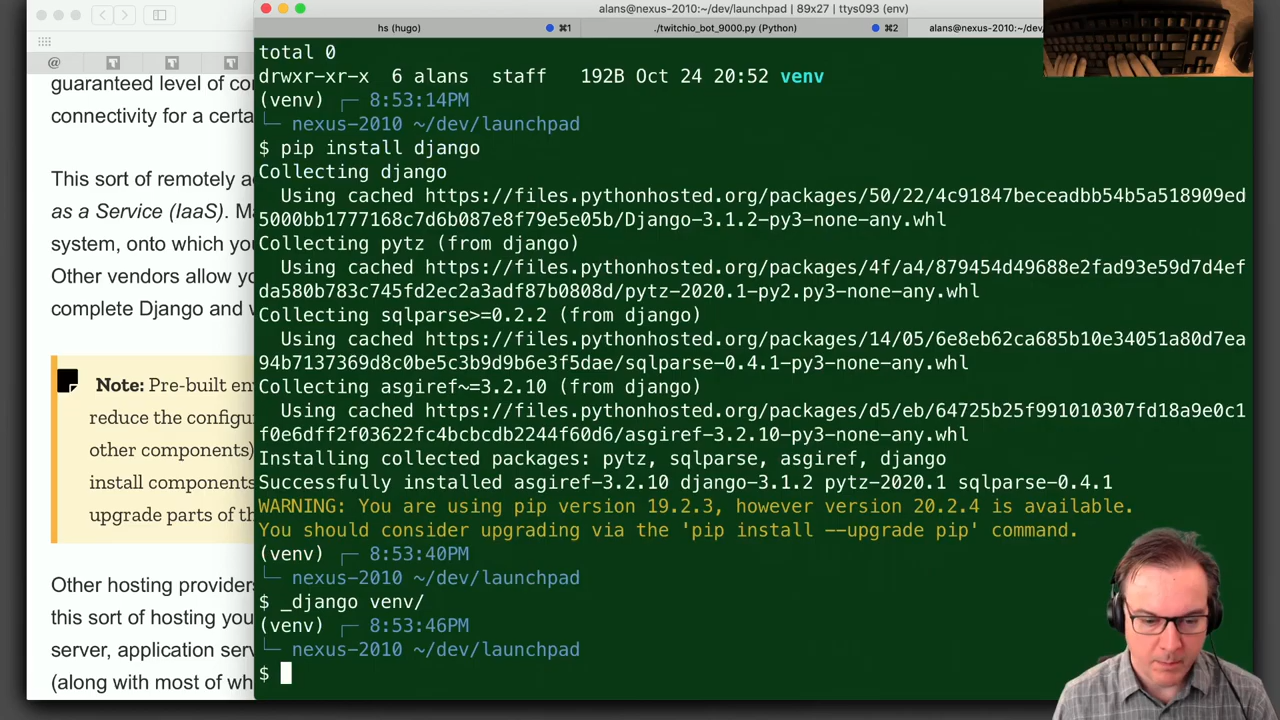 alans@nexus-2010:~/dev/launchpad | 89x27 | ttys093 (env)
hs (hugo) ⌘1 ./twitchio_bot_9000.py (Python) ⌘2 alans@nexus-2010:~/dev/
@
guaranteed level of
connectivity for a certa
This sort of remotely
as a Service (IaaS).
system, onto which
Other vendors allow
complete Django and
Note: Pre-built
reduce the configu
other components)
install components
upgrade parts of
Other hosting providers
this sort of hosting
server, application
(along with most of
total 0
drwxr-xr-x 6 alans staff 192B Oct 24 20:52 venv
(venv) ┌─ 8:53:14PM
└─ nexus-2010 ~/dev/launchpad
$ pip install django
Collecting django
Using cached https://files.pythonhosted.org/packages/50/22/4c91847beceadbb54b5a518909ed
5000bb1777168c7d6b087e8f79e5e05b/Django-3.1.2-py3-none-any.whl
Collecting pytz (from django)
Using cached https://files.pythonhosted.org/packages/4f/a4/879454d49688e2fad93e59d7d4ef
da580b783c745fd2ec2a3adf87b0808d/pytz-2020.1-py2.py3-none-any.whl
Collecting sqlparse>=0.2.2 (from django)
Using cached https://files.pythonhosted.org/packages/14/05/6e8eb62ca685b10e34051a80d7ea
94b7137369d8c0be5c3b9d9b6e3f5dae/sqlparse-0.4.1-py3-none-any.whl
Collecting asgiref~=3.2.10 (from django)
Using cached https://files.pythonhosted.org/packages/d5/eb/64725b25f991010307fd18a9e0c1
f0e6dff2f03622fc4bcbcdb2244f60d6/asgiref-3.2.10-py3-none-any.whl
Installing collected packages: pytz, sqlparse, asgiref, django
Successfully installed asgiref-3.2.10 django-3.1.2 pytz-2020.1 sqlparse-0.4.1
WARNING: You are using pip version 19.2.3, however version 20.2.4 is available.
You should consider upgrading via the 'pip install --upgrade pip' command.
(venv) ┌─ 8:53:40PM
└─ nexus-2010 ~/dev/launchpad
$ _django venv/
(venv) ┌─ 8:53:46PM
└─ nexus-2010 ~/dev/launchpad
$